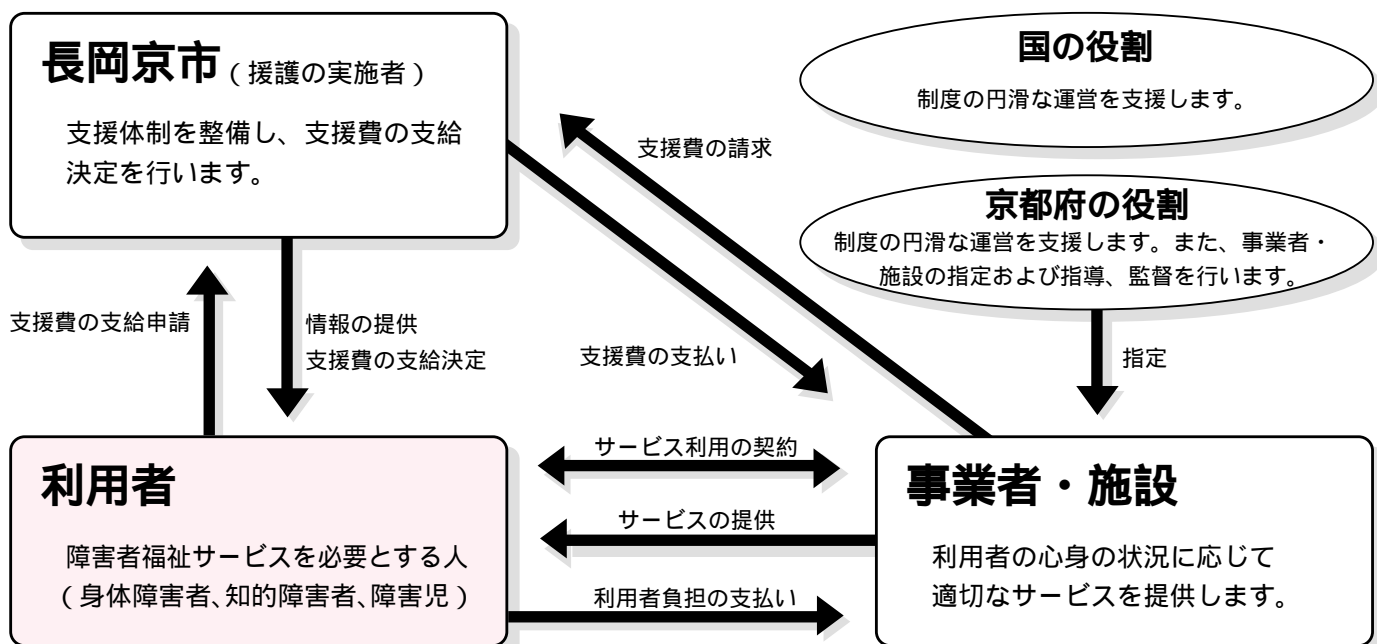 長岡京市（援護の実施者）
支援体制を整備し、支援費の支給
決定を行います。
国の役割
制度の円滑な運営を支援します。
京都府の役割
制度の円滑な運営を支援します。また、事業者・
施設の指定および指導、監督を行います。
支援費の請求
支援費の支払い
指定
支援費の支給申請
情報の提供
支援費の支給決定
利用者
障害者福祉サービスを必要とする人
（身体障害者、知的障害者、障害児）
サービス利用の契約
サービスの提供
利用者負担の支払い
事業者・施設
利用者の心身の状況に応じて
適切なサービスを提供します。